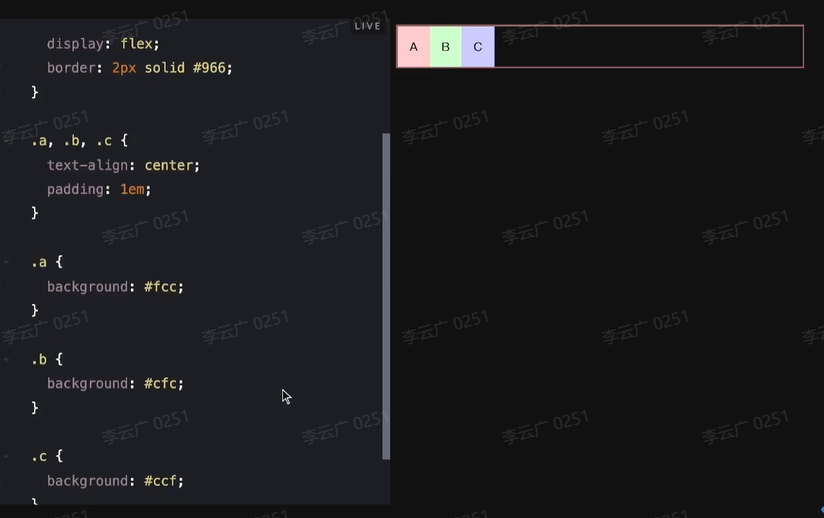 LIVE
display: flex;
border: 2px solid #966;
}
.a, .b, .c {
text-align: center;
padding: 1em;
}
.a {
background: #fcc;
}
.b {
background: #cfc;
}
.c {
background: #ccf;
}
A B C
李云广 0251